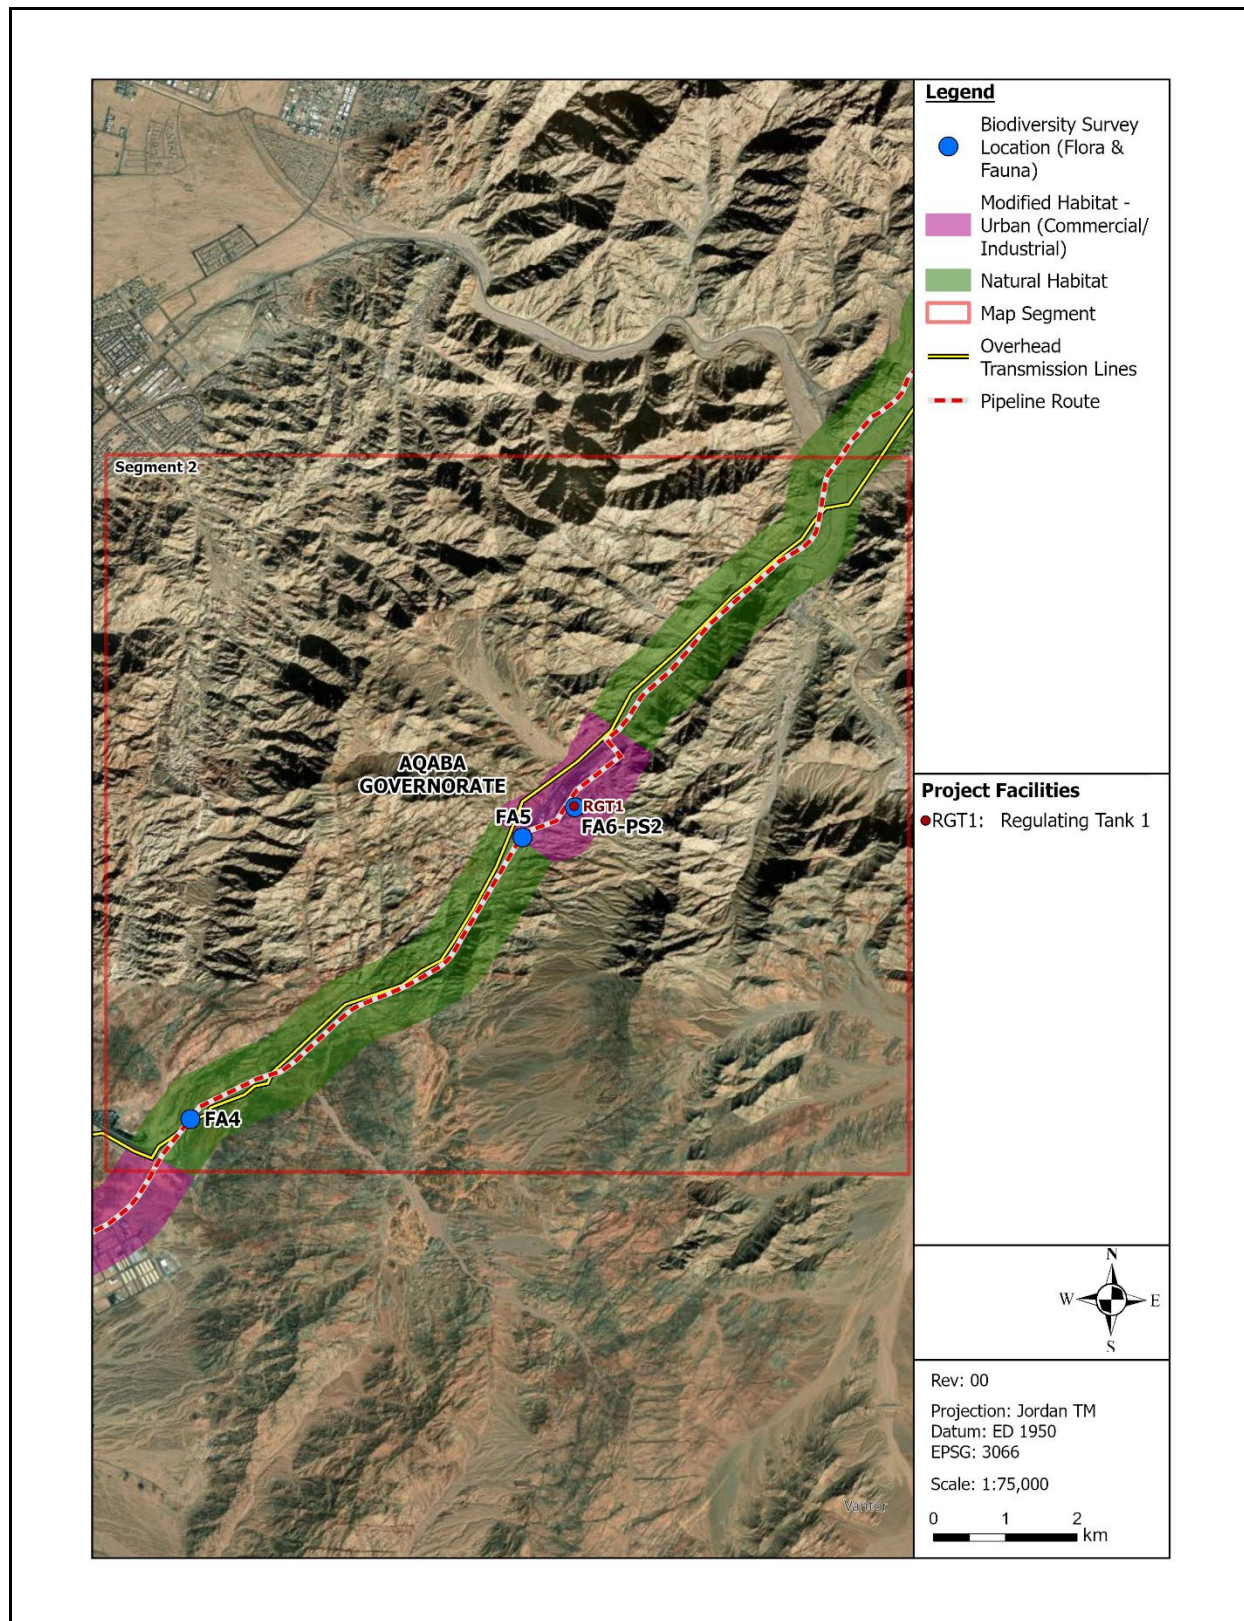 Segment 2
AQABA
GOVERNORATE
RGT1
FA5
FA6-PS2
FA4
Vantor
Legend
Biodiversity Survey
Location (Flora &
Fauna)
Modified Habitat -
Urban (Commercial/
Industrial)
Natural Habitat
Map Segment
Overhead
Transmission Lines
Pipeline Route
Project Facilities
RGT1: Regulating Tank 1
N
W E
S
Rev: 00
Projection: Jordan TM
Datum: ED 1950
EPSG: 3066
Scale: 1:75,000
0 1 2
km